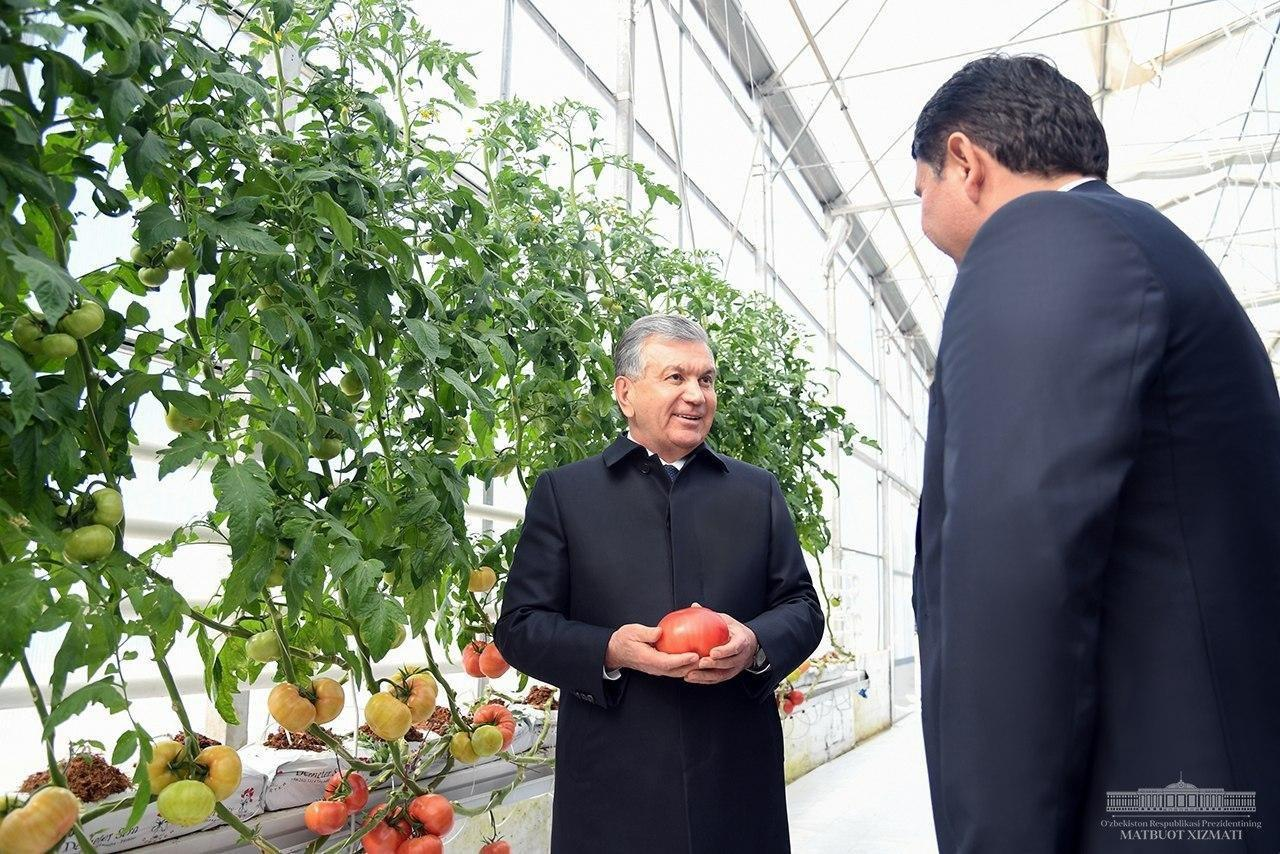 O'zbekiston Respublikasi Prezidentining
MATBUOT XIZMATI